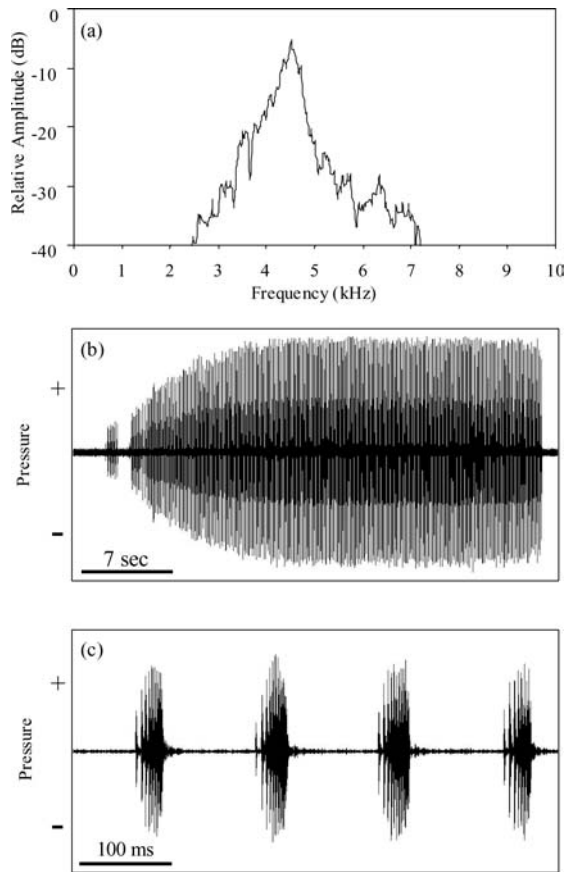 (a)
Relative Amplitude (dB)
0
-10
-20
-30
-40
0 1 2 3 4 5 6 7 8 9 10
Frequency (kHz)
(b)
Pressure
+
-
7 sec
(c)
Pressure
+
-
100 ms